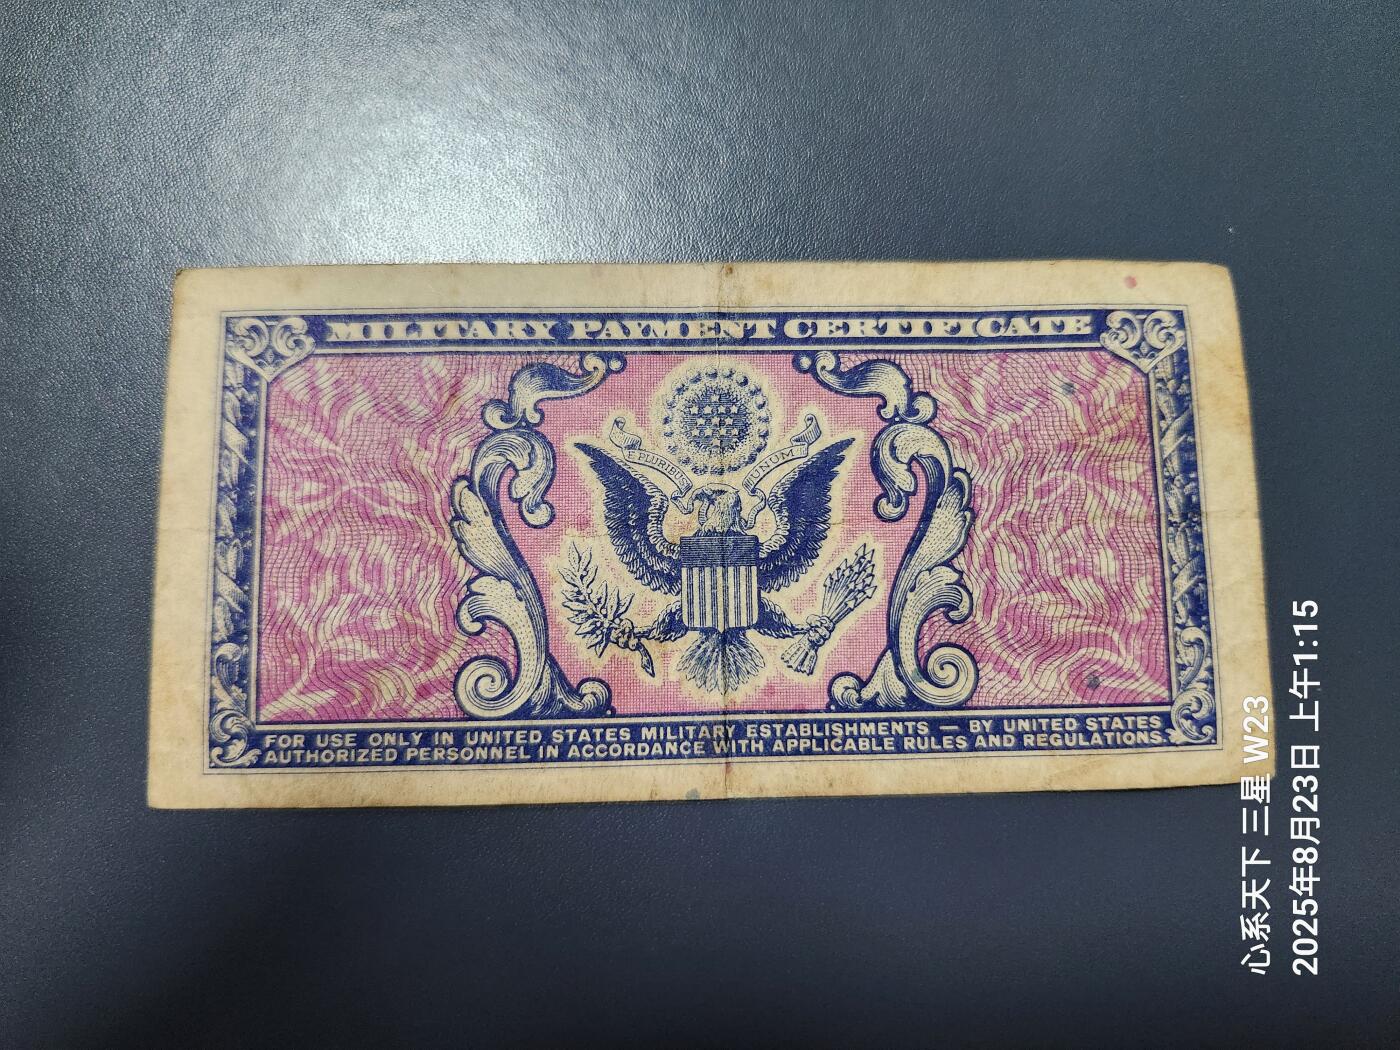 MILITARY PAYMENT CERTIFICATE
E PLURIBUS UNUM
FOR USE ONLY IN UNITED STATES MILITARY ESTABLISHMENTS — BY UNITED STATES
AUTHORIZED PERSONNEL IN ACCORDANCE WITH APPLICABLE RULES AND REGULATIONS.
心系天下 三星 W23
2025年8月23日 上午1:15